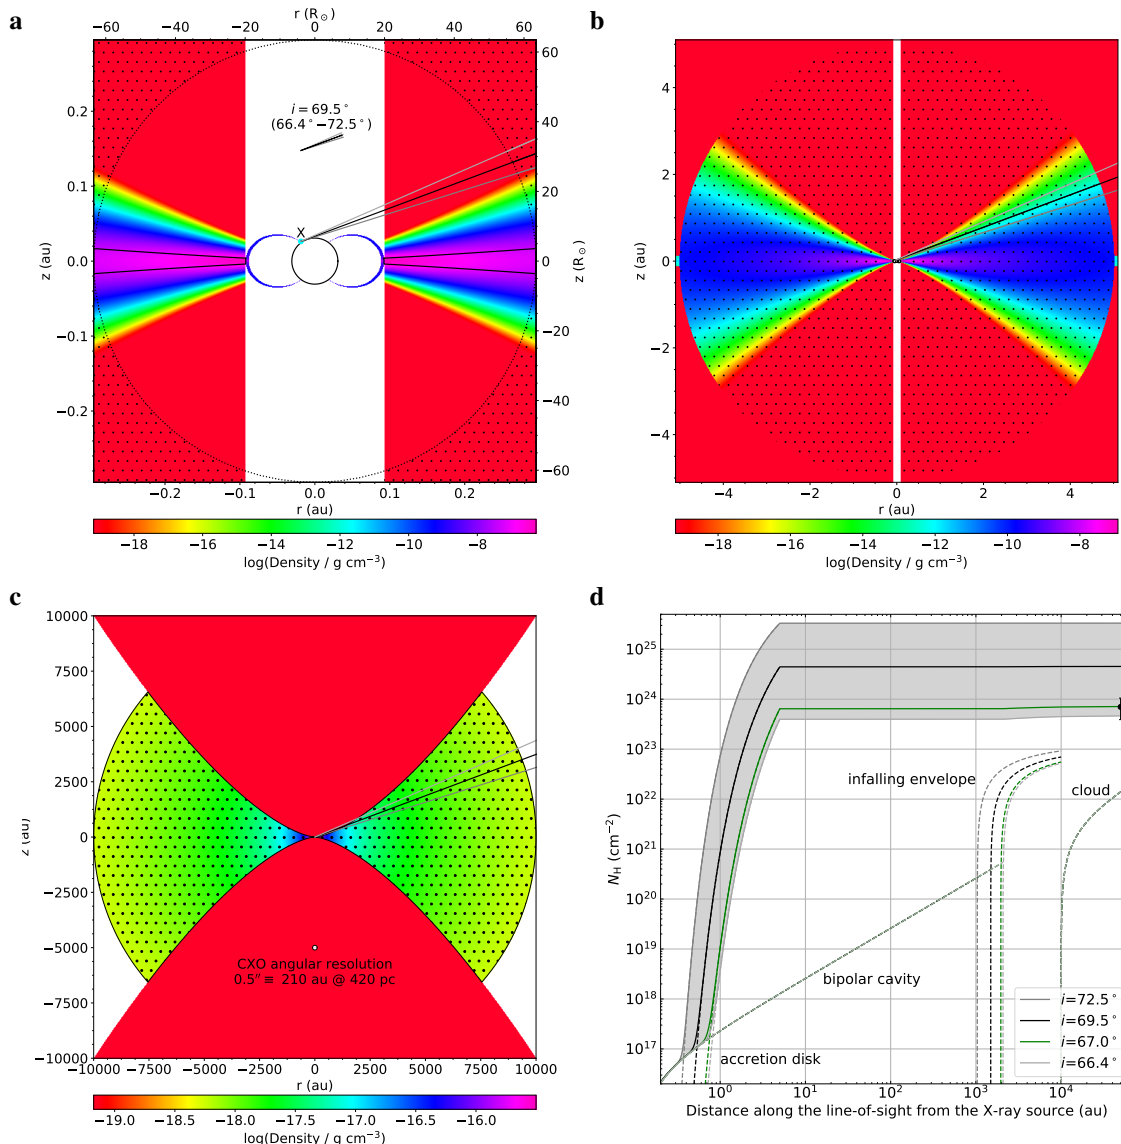 a
r (R☉)
−60 −40 −20 0 20 40 60
i = 69.5°
(66.4°−72.5°)
X
z (au)
0.2
0.1
0.0
−0.1
−0.2
z (R☉)
60
40
20
0
−20
−40
−60
−0.2 −0.1 0.0 0.1 0.2
r (au)
−18 −16 −14 −12 −10 −8
log(Density / g cm⁻³)
b
z (au)
4
2
0
−2
−4
−4 −2 0 2 4
r (au)
−18 −16 −14 −12 −10 −8
log(Density / g cm⁻³)
c
z (au)
10000
7500
5000
2500
0
−2500
−5000
−7500
−10000
CXO angular resolution
0.5″ ≡ 210 au @ 420 pc
−10000 −7500 −5000 −2500 0 2500 5000 7500 10000
r (au)
−19.0 −18.5 −18.0 −17.5 −17.0 −16.5 −16.0
log(Density / g cm⁻³)
d
N_H (cm⁻²)
10²⁵
10²⁴
10²³
10²²
10²¹
10²⁰
10¹⁹
10¹⁸
10¹⁷
infalling envelope
cloud
bipolar cavity
accretion disk
i=72.5°
i=69.5°
i=67.0°
i=66.4°
10⁰ 10¹ 10² 10³ 10⁴
Distance along the line-of-sight from the X-ray source (au)